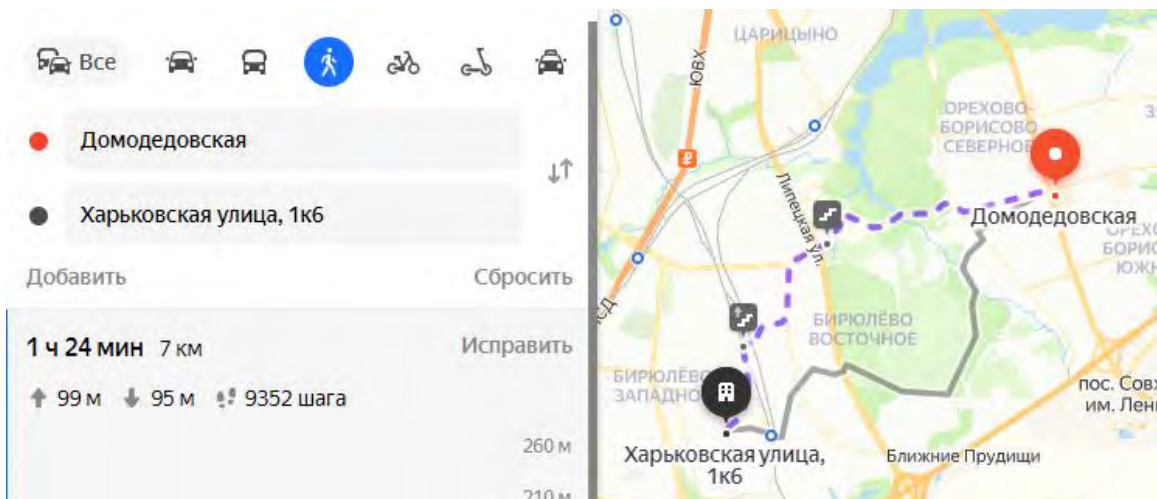 Все
Домодедовская
Харьковская улица, 1к6
Добавить
Сбросить
1 ч 24 мин 7 км
Исправить
99 м 95 м 9352 шага
260 м
210 м
ЦАРИЦЫНО
ЮВХ
ОРЕХОВО-
БОРИСОВО
СЕВЕРНОЕ
Липецкая ул.
Домодедовская
БИРЮЛЁВО
ВОСТОЧНОЕ
БИРЮЛЁВО
ЗАПАДНО
пос. Совх
им. Лени
Харьковская улица,
1к6
Ближние Прудищи